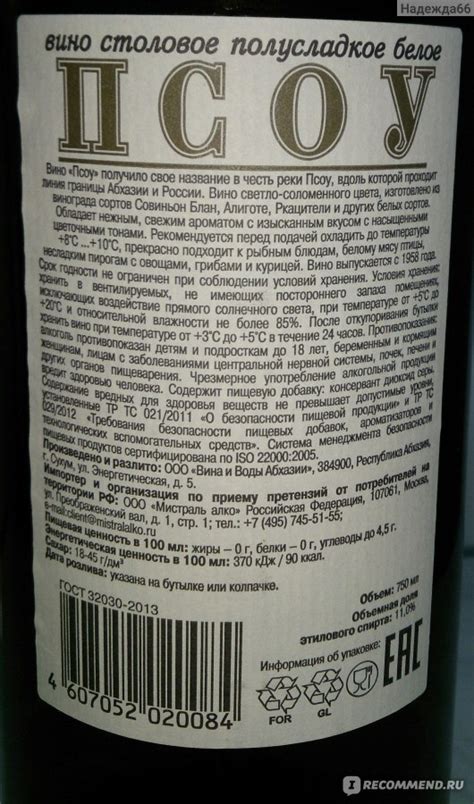 Надежда66
вино столовое полусладкое белое
ПСОУ
Вино «Псоу» получило свое название в честь реки Псоу, вдоль которой проходит
линия границы Абхазии и России. Вино светло-соломенного цвета, изготовлено из
винограда сортов Совиньон Блан, Алиготе, Ркацители и других белых сортов.
Обладает нежным, свежим ароматом с изысканным вкусом с насыщенными
цветочными тонами. Рекомендуется перед подачей охладить до температуры
+8°С ...+10°С, прекрасно подходит к рыбным блюдам, белому мясу птицы,
несладким пирогам с овощами, грибами и курицей. Вино выпускается с 1958 года.
Срок годности не ограничен при соблюдении условий хранения. Условия хранения:
хранить в вентилируемых, не имеющих постороннего запаха помещениях,
исключающих воздействие прямого солнечного света, при температуре от +5°С до
+20°С и относительной влажности не более 85%. После откупоривания бутылки
хранить вино при температуре от +3°С до +5°С в течение 24 часов. Противопоказания:
алкоголь противопоказан детям и подросткам до 18 лет, беременным и кормящим
женщинам, лицам с заболеваниями центральной нервной системы, почек, печени и
других органов пищеварения. Чрезмерное употребление алкогольной продукции
вредит здоровью человека. Содержит пищевую добавку: консервант диоксид серы.
Содержание вредных для здоровья веществ не превышает допустимые уровни,
установленные ТР ТС 021/2011 «О безопасности пищевой продукции» и ТР ТС
029/2012 «Требования безопасности пищевых добавок, ароматизаторов и
технологических вспомогательных средств». Система менеджмента безопасности
пищевых продуктов сертифицирована по ISO 22000:2005.
Произведено и разлито: ООО «Вина и Воды Абхазии», 384900, Республика Абхазия,
г. Сухум, ул. Энергетическая, д. 5.
Импортер и организация по приему претензий от потребителей на
территории РФ: ООО «Мистраль алко» Российская Федерация, 107061, Москва,
ул. Преображенский вал, д. 1, стр. 1; тел.: +7 (495) 745-51-55;
e-mail:client@mistralalko.ru
Пищевая ценность в 100 мл: жиры – 0 г, белки – 0 г, углеводы до 4,5 г.
Энергетическая ценность в 100 мл: 370 кДж / 90 ккал.
Сахар: 18-45 г/дм³
Дата розлива: указана на бутылке или колпачке.
ГОСТ 32030-2013
Объем: 750 мл
Объемная доля
этилового спирта: 11,0%
Информация об упаковке:
EAC
FOR GL
4 607052 020084
IRECOMMEND.RU